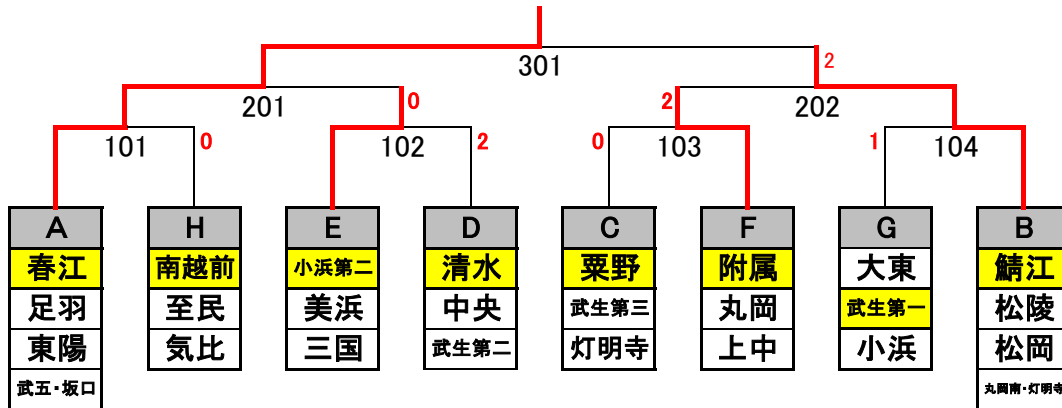 301
2
201
0
2
202
101
0
102
2
0
103
1
104
A
H
E
D
C
F
G
B
春江
南越前
小浜第二
清水
粟野
附属
大東
鯖江
足羽
至民
美浜
中央
武生第三
丸岡
武生第一
松陵
東陽
気比
三国
武生第二
灯明寺
上中
小浜
松岡
武五・坂口
丸岡南・灯明寺